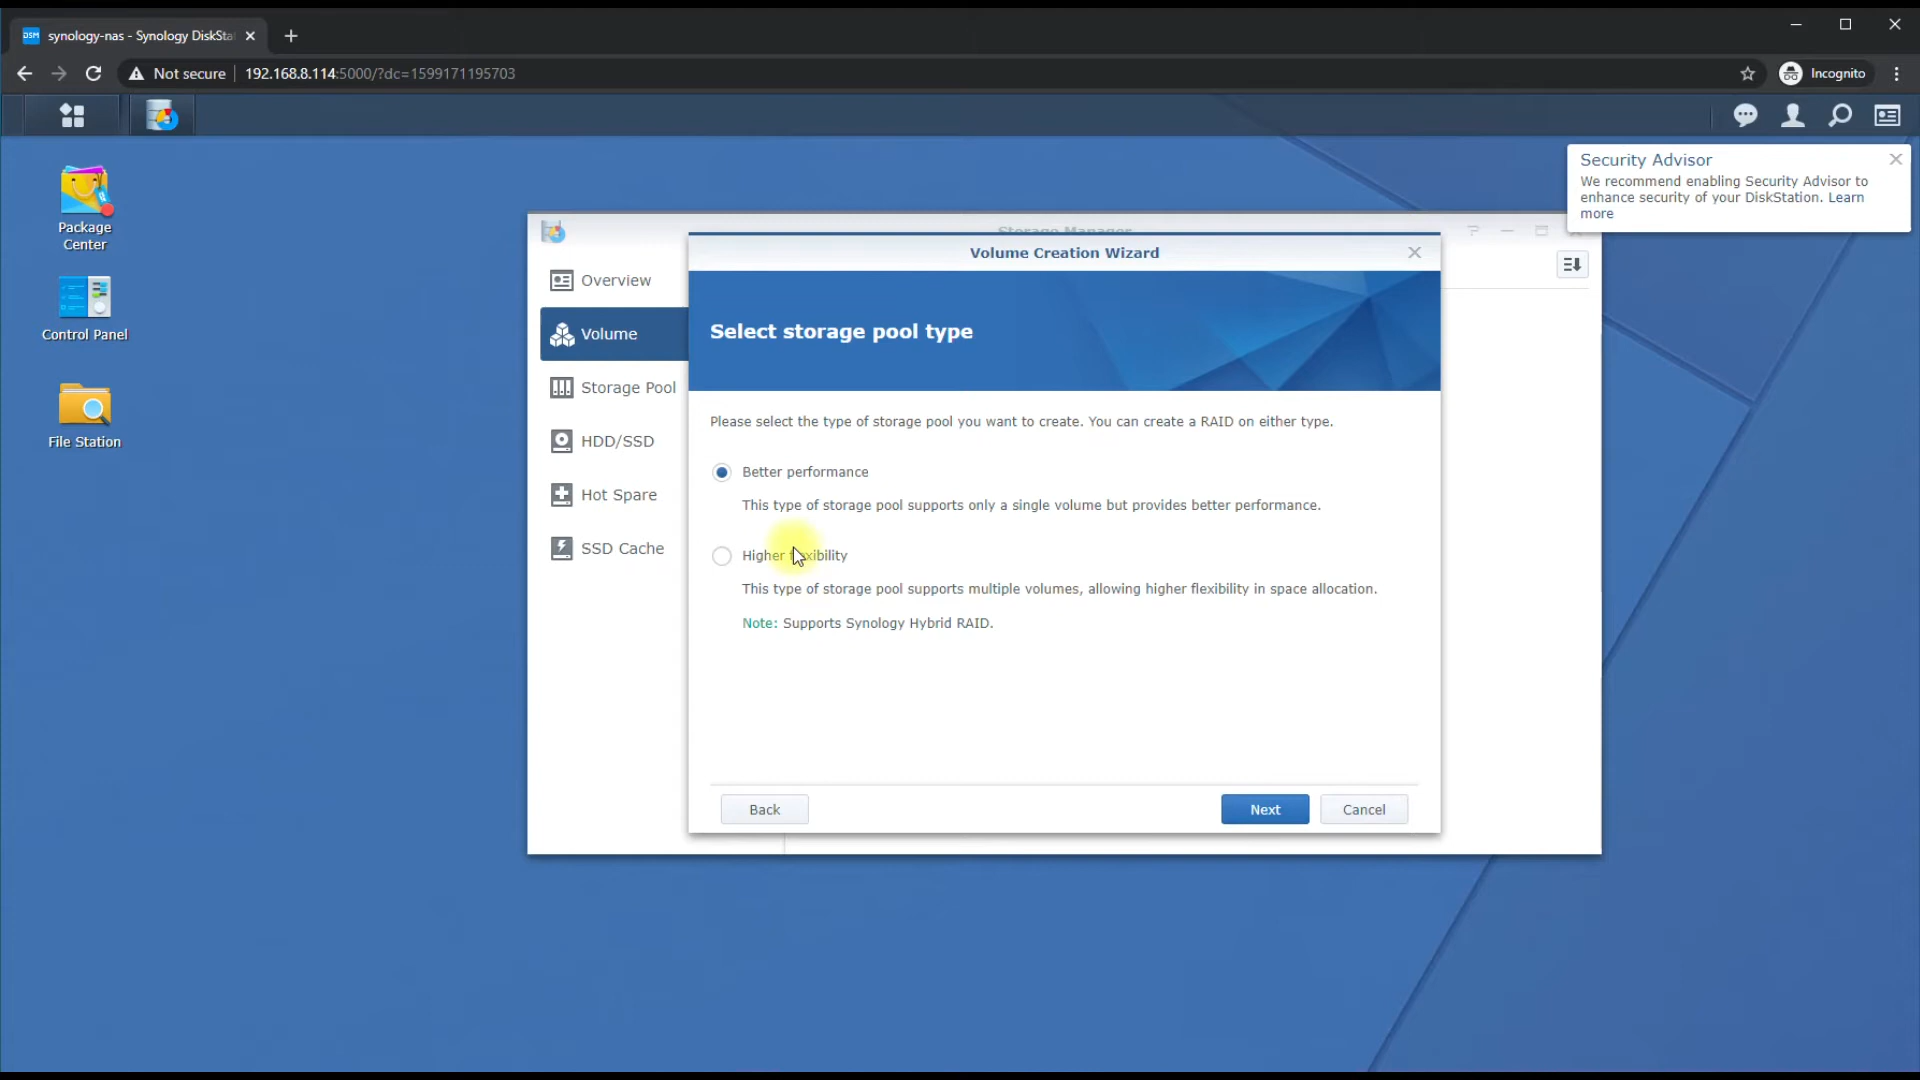 synology-nas - Synology DiskSta
Not secure
192.168.8.114:5000/?dc=1599171195703
Incognito
Package
Center
Control Panel
File Station
Security Advisor
We recommend enabling Security Advisor to
enhance security of your DiskStation. Learn
more
Storage Manager
Overview
Volume
Storage Pool
HDD/SSD
Hot Spare
SSD Cache
Volume Creation Wizard
Select storage pool type
Please select the type of storage pool you want to create. You can create a RAID on either type.
Better performance
This type of storage pool supports only a single volume but provides better performance.
Higher flexibility
This type of storage pool supports multiple volumes, allowing higher flexibility in space allocation.
Note: Supports Synology Hybrid RAID.
Back
Next
Cancel